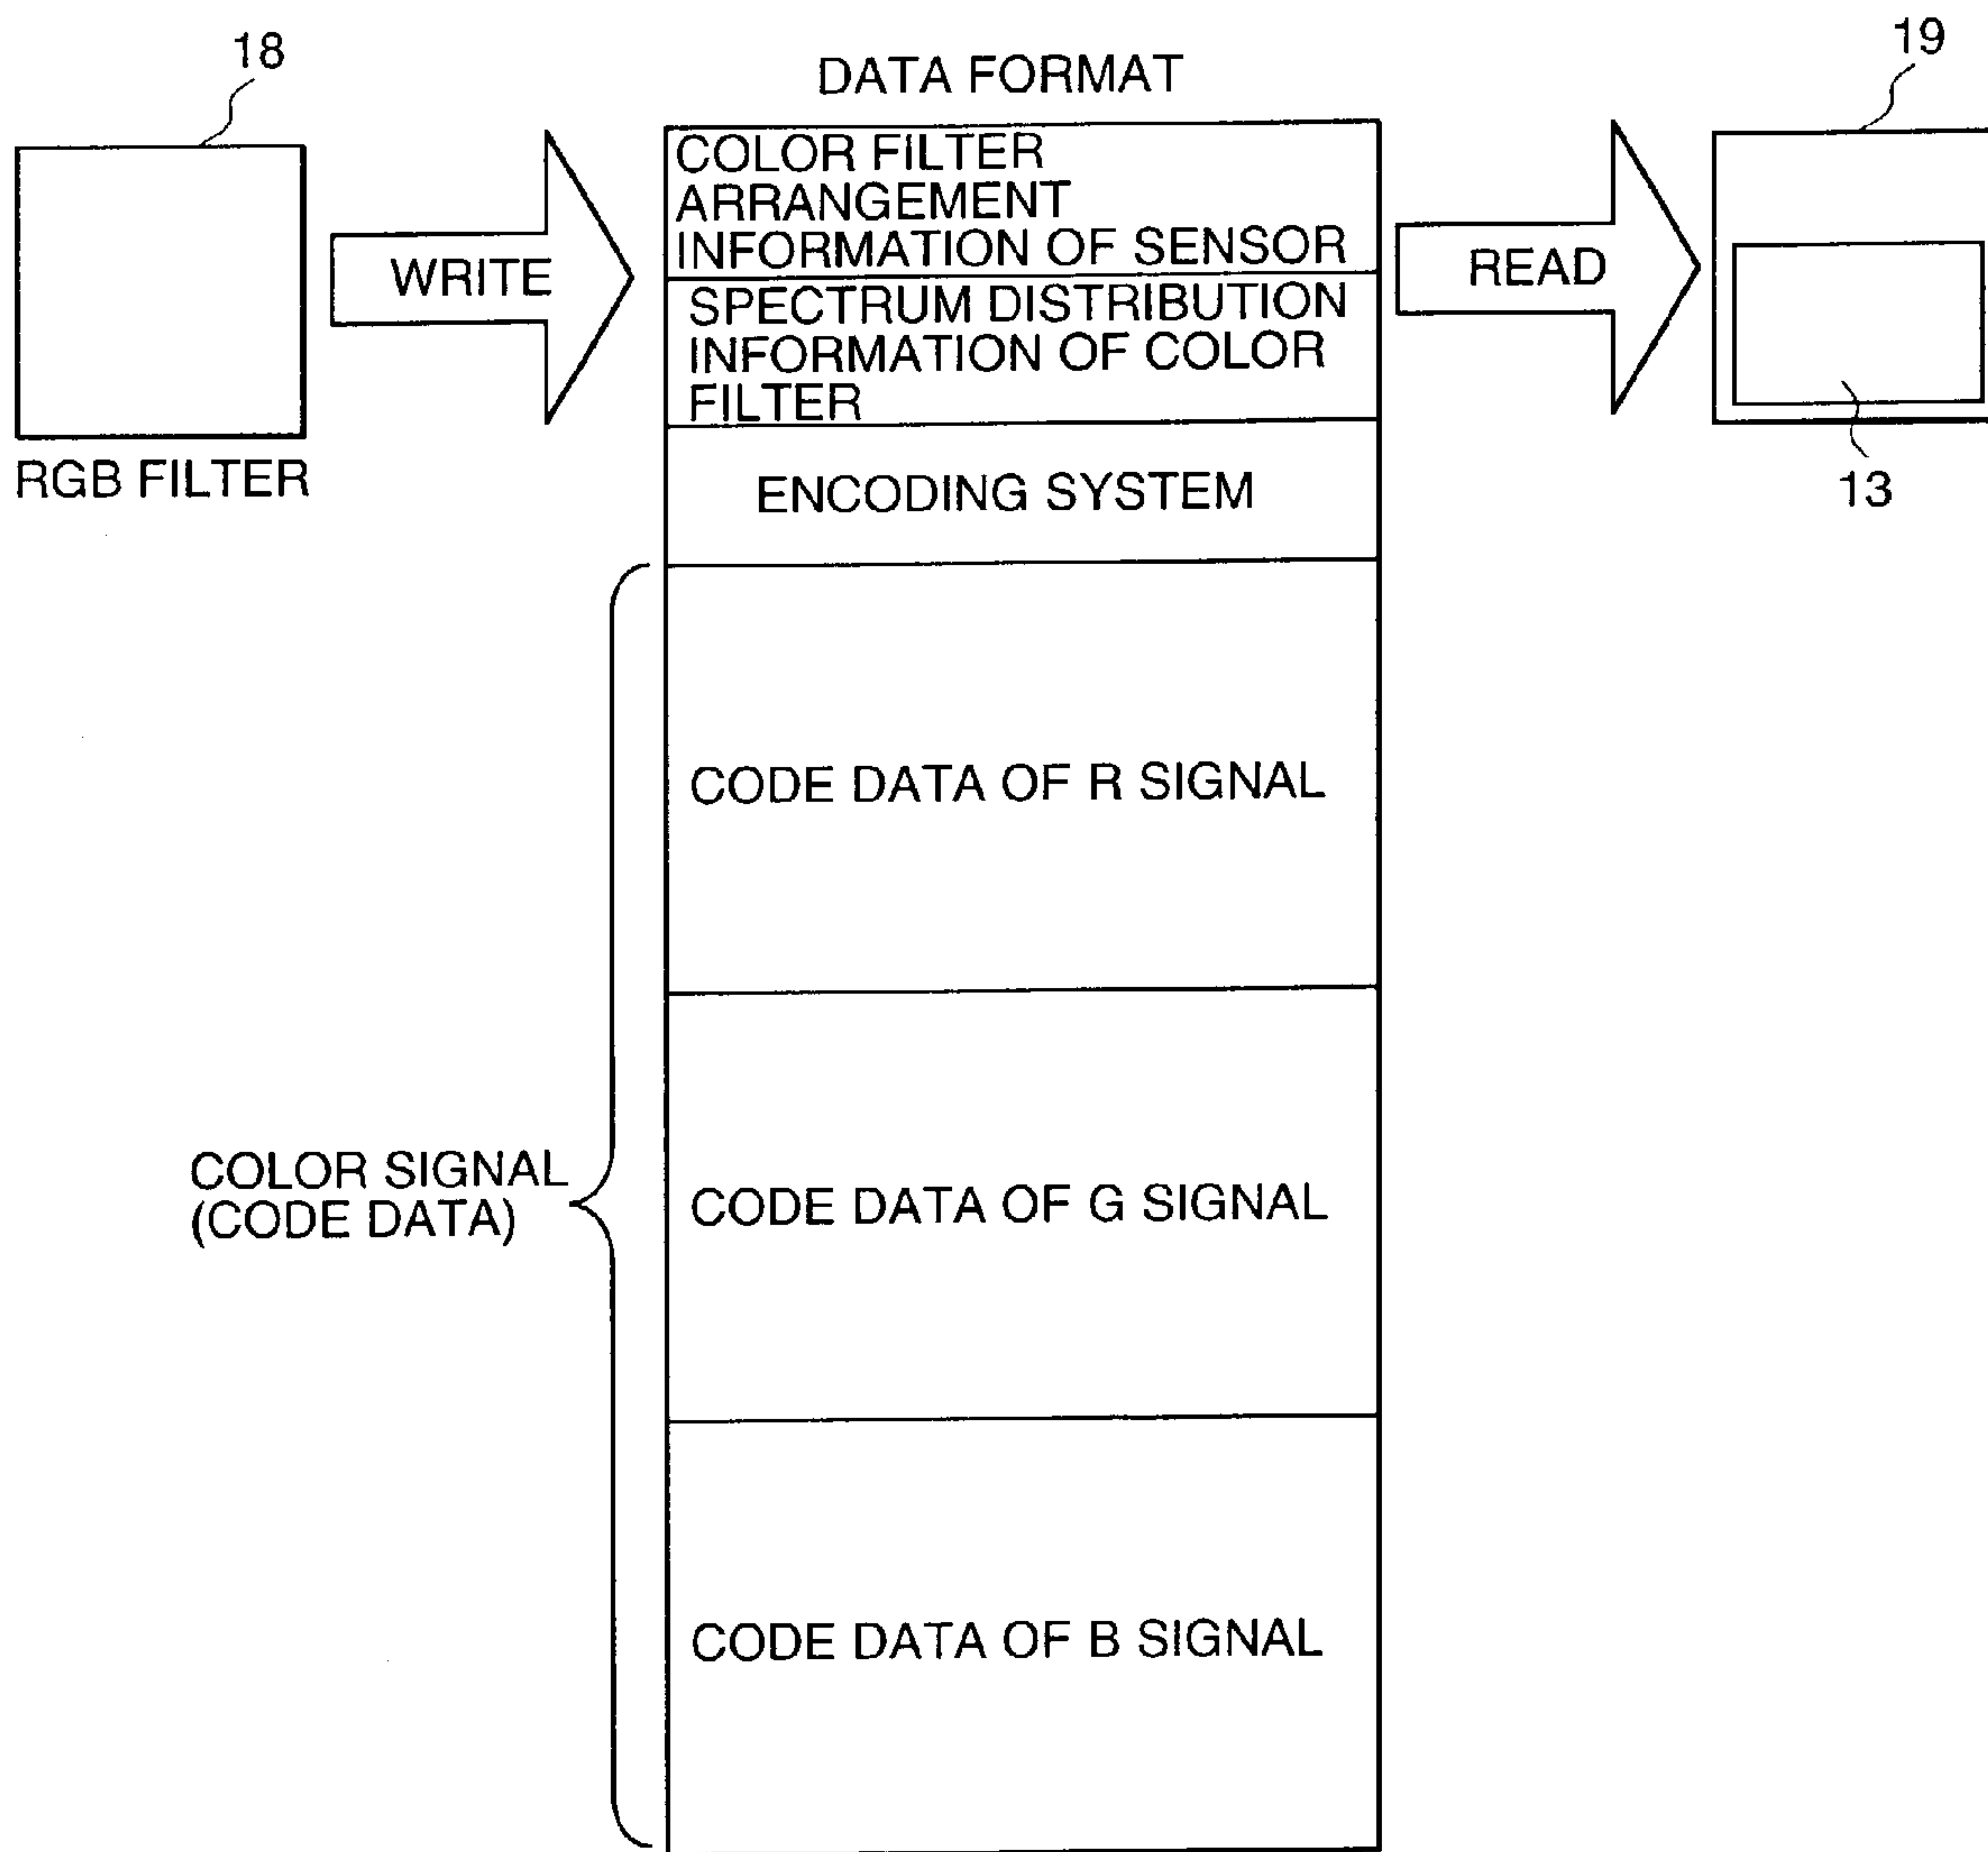 18
19
DATA FORMAT
COLOR FILTER
ARRANGEMENT
INFORMATION OF SENSOR
WRITE
READ
SPECTRUM DISTRIBUTION
INFORMATION OF COLOR
FILTER
RGB FILTER
ENCODING SYSTEM
13
CODE DATA OF R SIGNAL
COLOR SIGNAL
(CODE DATA)
CODE DATA OF G SIGNAL
CODE DATA OF B SIGNAL